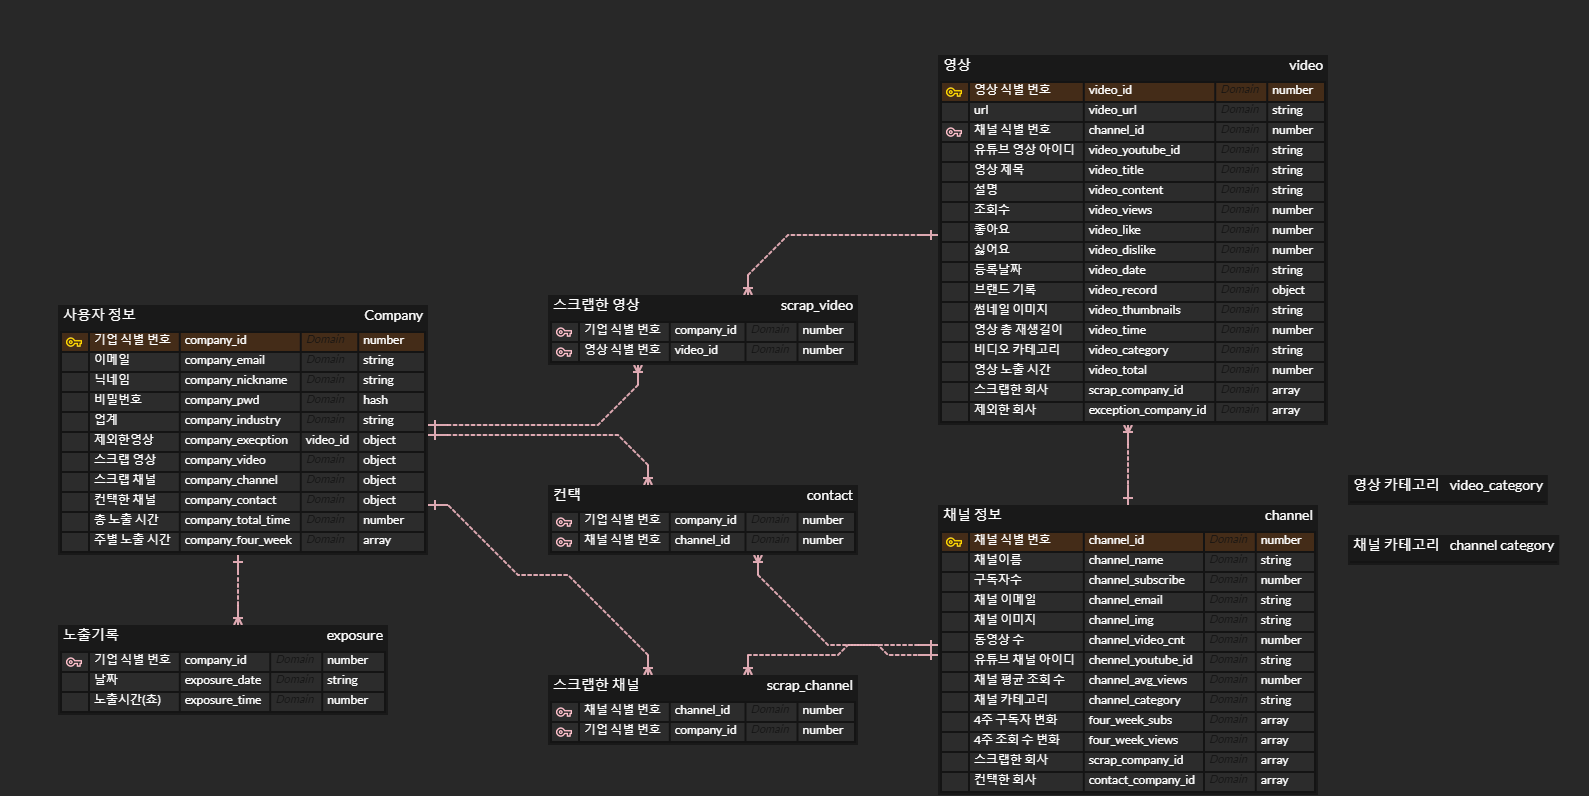 영상 video
영상 식별 번호 video_id Domain number
url video_url Domain string
채널 식별 번호 channel_id Domain number
유튜브 영상 아이디 video_youtube_id Domain string
영상 제목 video_title Domain string
설명 video_content Domain string
조회수 video_views Domain number
좋아요 video_like Domain number
싫어요 video_dislike Domain number
등록날짜 video_date Domain string
브랜드 기록 video_record Domain object
썸네일 이미지 video_thumbnails Domain string
영상 총 재생길이 video_time Domain number
비디오 카테고리 video_category Domain string
영상 노출 시간 video_total Domain number
스크랩한 회사 scrap_company_id Domain array
제외한 회사 exception_company_id Domain array
스크랩한 영상 scrap_video
기업 식별 번호 company_id Domain number
영상 식별 번호 video_id Domain number
사용자 정보 Company
기업 식별 번호 company_id Domain number
이메일 company_email Domain string
닉네임 company_nickname Domain string
비밀번호 company_pwd Domain hash
업계 company_industry Domain string
제외한영상 company_execption video_id object
스크랩 영상 company_video Domain object
스크랩 채널 company_channel Domain object
컨택한 채널 company_contact Domain object
총 노출 시간 company_total_time Domain number
주별 노출 시간 company_four_week Domain array
컨택 contact
기업 식별 번호 company_id Domain number
채널 식별 번호 channel_id Domain number
영상 카테고리 video_category
채널 카테고리 channel category
채널 정보 channel
채널 식별 번호 channel_id Domain number
채널이름 channel_name Domain string
구독자수 channel_subscribe Domain number
채널 이메일 channel_email Domain string
채널 이미지 channel_img Domain string
동영상 수 channel_video_cnt Domain number
유튜브 채널 아이디 chennel_youtube_id Domain string
채널 평균 조회 수 channel_avg_views Domain number
채널 카테고리 channel_category Domain string
4주 구독자 변화 four_week_subs Domain array
4주 조회 수 변화 four_week_views Domain array
스크랩한 회사 scrap_company_id Domain array
컨택한 회사 contact_company_id Domain array
노출기록 exposure
기업 식별 번호 company_id Domain number
날짜 exposure_date Domain string
노출시간(쵸) exposure_time Domain number
스크랩한 채널 scrap_channel
채널 식별 번호 channel_id Domain number
기업 식별 번호 company_id Domain number